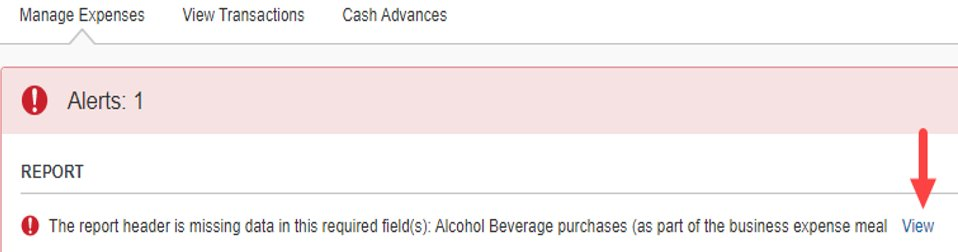 Manage Expenses View Transactions Cash Advances
Alerts: 1
REPORT
The report header is missing data in this required field(s): Alcohol Beverage purchases (as part of the business expense meal View